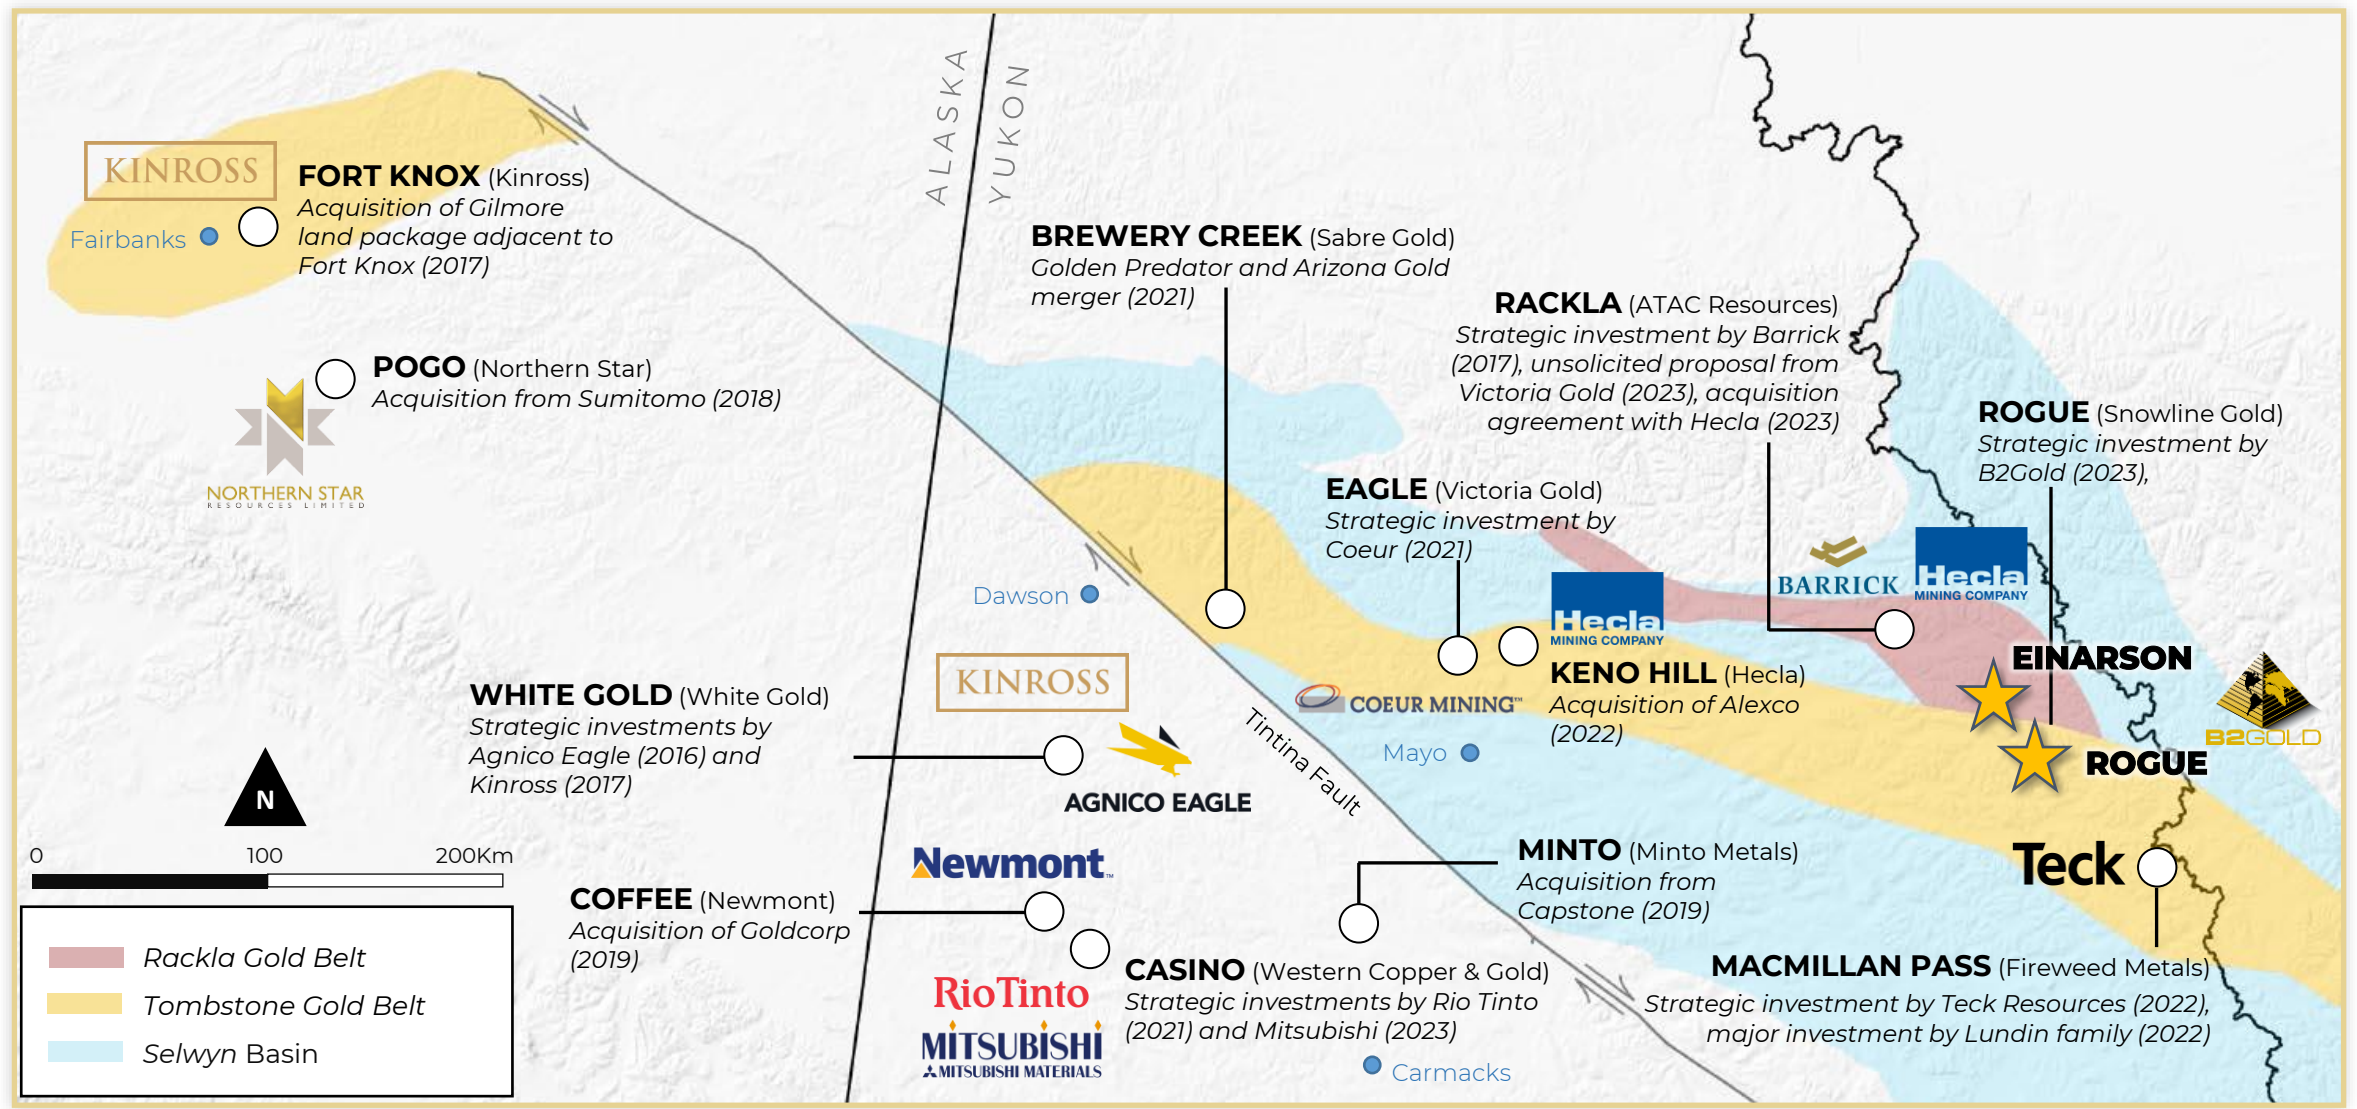 ALASKA
YUKON
KINROSS
FORT KNOX (Kinross)
Acquisition of Gilmore
land package adjacent to
Fort Knox (2017)
Fairbanks
POGO (Northern Star)
Acquisition from Sumitomo (2018)
NORTHERN STAR
RESOURCES LIMITED
BREWERY CREEK (Sabre Gold)
Golden Predator and Arizona Gold
merger (2021)
RACKLA (ATAC Resources)
Strategic investment by Barrick
(2017), unsolicited proposal from
Victoria Gold (2023), acquisition
agreement with Hecla (2023)
ROGUE (Snowline Gold)
Strategic investment by
B2Gold (2023),
EAGLE (Victoria Gold)
Strategic investment by
Coeur (2021)
BARRICK
Hecla
MINING COMPANY
Hecla
MINING COMPANY
Dawson
KENO HILL (Hecla)
Acquisition of Alexco
(2022)
COEUR MINING™
Mayo
EINARSON
ROGUE
B2GOLD
Tintina Fault
WHITE GOLD (White Gold)
Strategic investments by
Agnico Eagle (2016) and
Kinross (2017)
KINROSS
AGNICO EAGLE
N
0 100 200Km
Newmont™
COFFEE (Newmont)
Acquisition of Goldcorp
(2019)
MINTO (Minto Metals)
Acquisition from
Capstone (2019)
Teck
RioTinto
MITSUBISHI
MITSUBISHI MATERIALS
CASINO (Western Copper & Gold)
Strategic investments by Rio Tinto
(2021) and Mitsubishi (2023)
Carmacks
MACMILLAN PASS (Fireweed Metals)
Strategic investment by Teck Resources (2022),
major investment by Lundin family (2022)
Rackla Gold Belt
Tombstone Gold Belt
Selwyn Basin